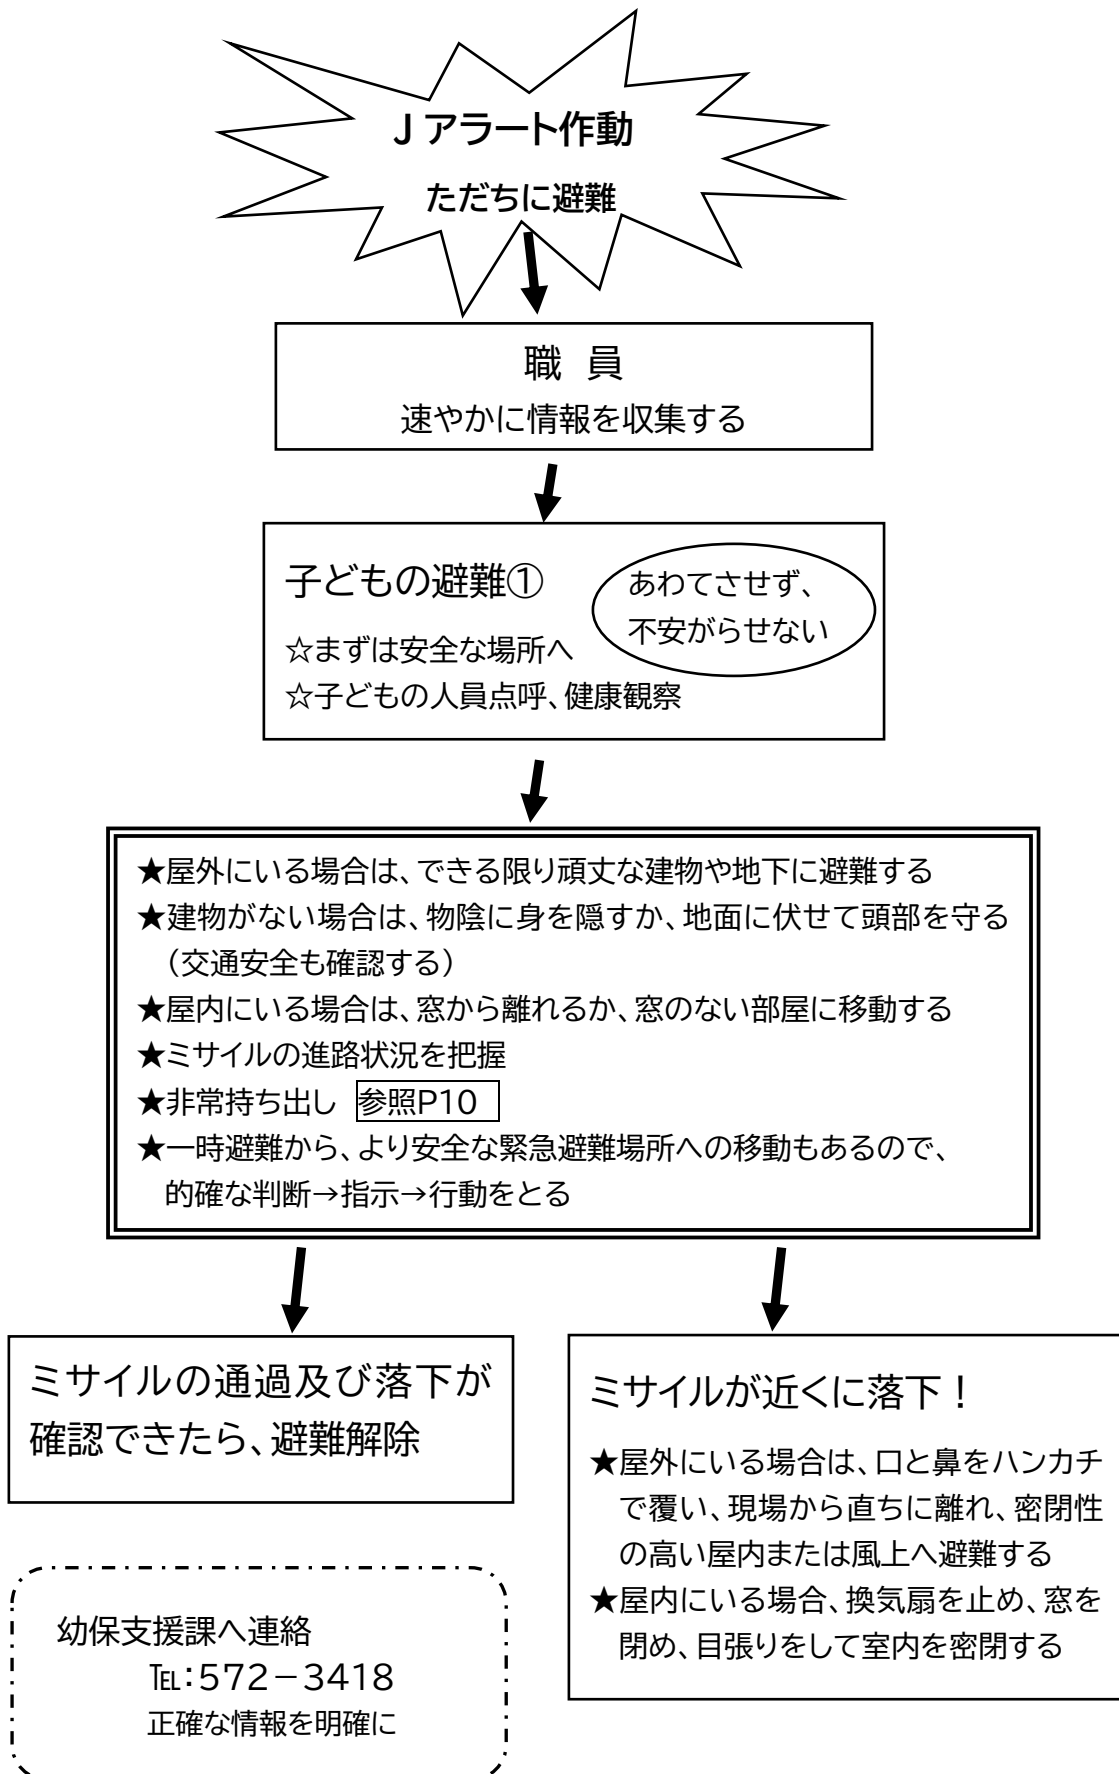 Jアラート作動
ただちに避難
職 員
速やかに情報を収集する
子どもの避難①
あわてさせず、
不安がらせない
☆まずは安全な場所へ
☆子どもの人員点呼、健康観察
★屋外にいる場合は、できる限り頑丈な建物や地下に避難する
★建物がない場合は、物陰に身を隠すか、地面に伏せて頭部を守る
（交通安全も確認する）
★屋内にいる場合は、窓から離れるか、窓のない部屋に移動する
★ミサイルの進路状況を把握
★非常持ち出し 参照P10
★一時避難から、より安全な緊急避難場所への移動もあるので、
的確な判断→指示→行動をとる
ミサイルの通過及び落下が
確認できたら、避難解除
ミサイルが近くに落下！
★屋外にいる場合は、口と鼻をハンカチ
で覆い、現場から直ちに離れ、密閉性
の高い屋内または風上へ避難する
★屋内にいる場合、換気扇を止め、窓を
閉め、目張りをして室内を密閉する
幼保支援課へ連絡
℡：572－3418
正確な情報を明確に